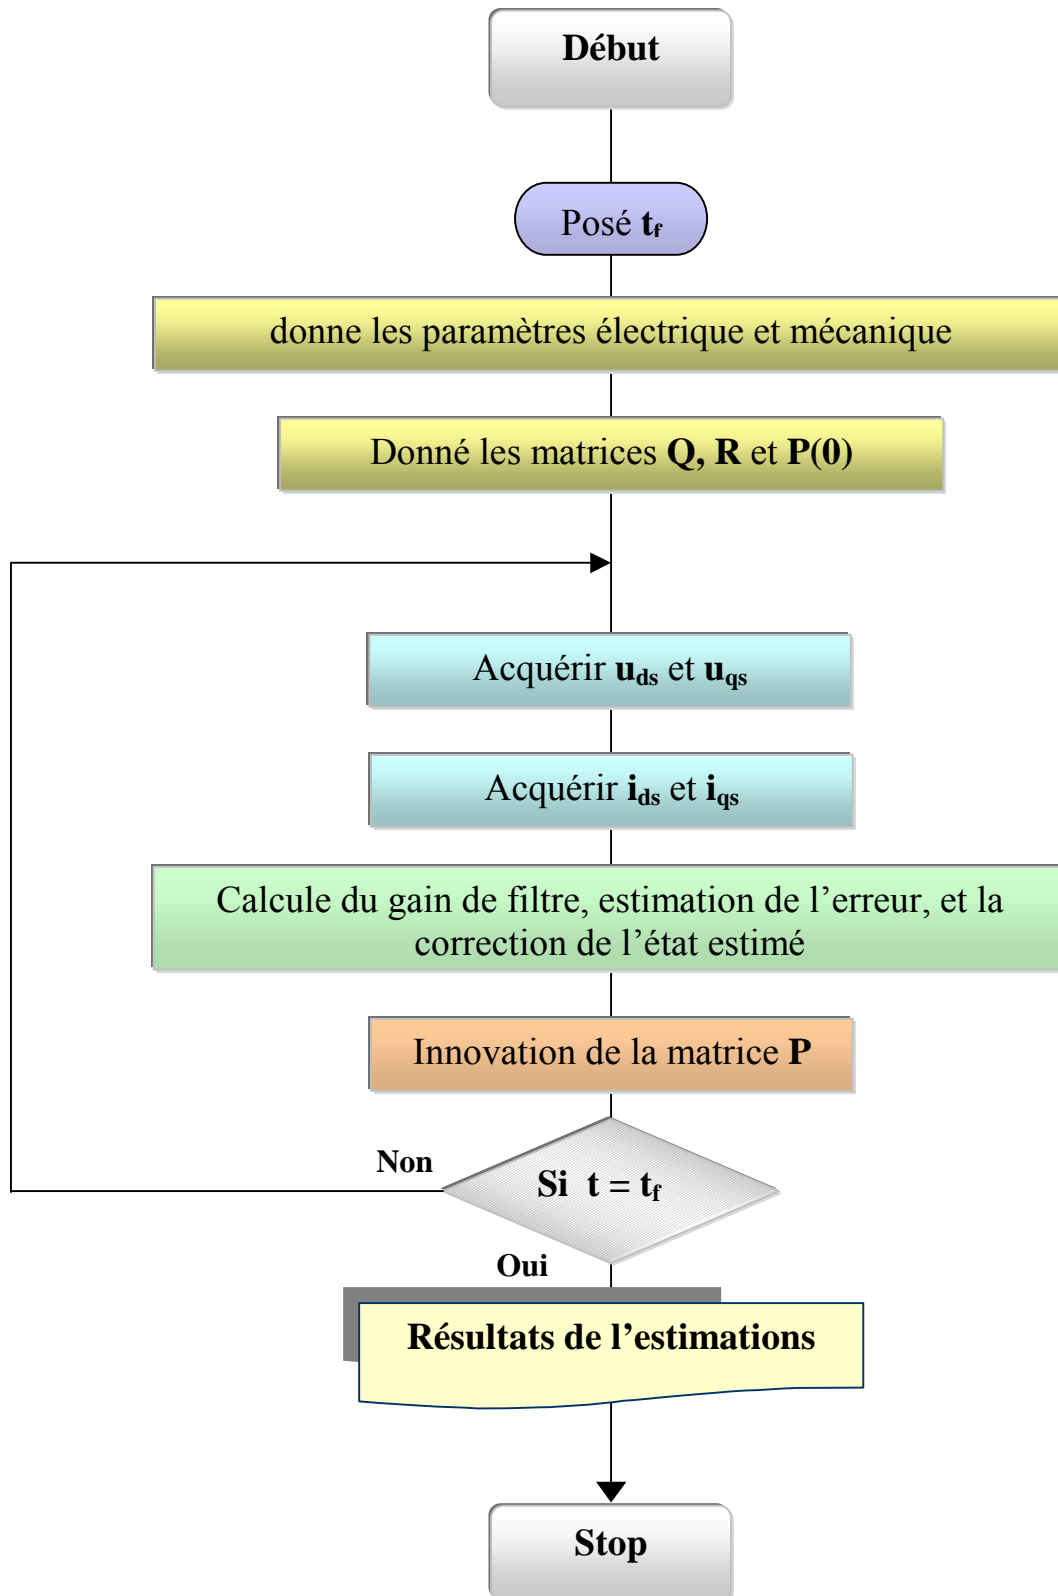 Début
Posé tf
donne les paramètres électrique et mécanique
Donné les matrices Q, R et P(0)
Acquérir uds et uqs
Acquérir ids et iqs
Calcule du gain de filtre, estimation de l’erreur, et la
correction de l’état estimé
Innovation de la matrice P
Non
Si t = tf
Oui
Résultats de l’estimations
Stop